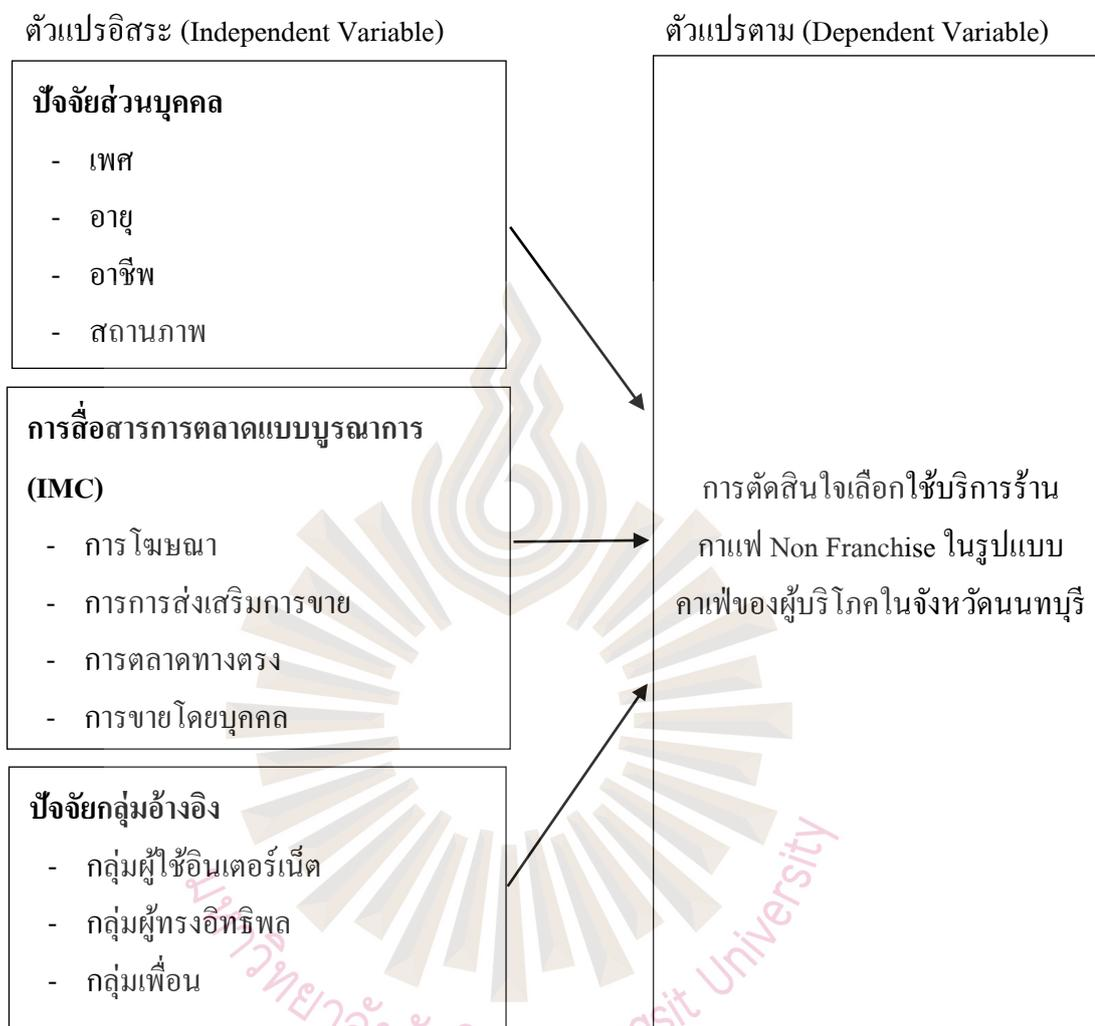 ตัวแปรอิสระ (Independent Variable)
ปัจจัยส่วนบุคคล
- เพศ
- อายุ
- อาชีพ
- สถานภาพ
การสื่อสารการตลาดแบบบูรณาการ
(IMC)
- การโฆษณา
- การการส่งเสริมการขาย
- การตลาดทางตรง
- การขายโดยบุคคล
ปัจจัยกลุ่มอ้างอิง
- กลุ่มผู้ใช้อินเตอร์เน็ต
- กลุ่มผู้ทรงอิทธิพล
- กลุ่มเพื่อน
ตัวแปรตาม (Dependent Variable)
การตัดสินใจเลือกใช้บริการร้าน
กาแฟ Non Franchise ในรูปแบบ
คาเฟ่ของผู้บริโภคในจังหวัดนนทบุรี